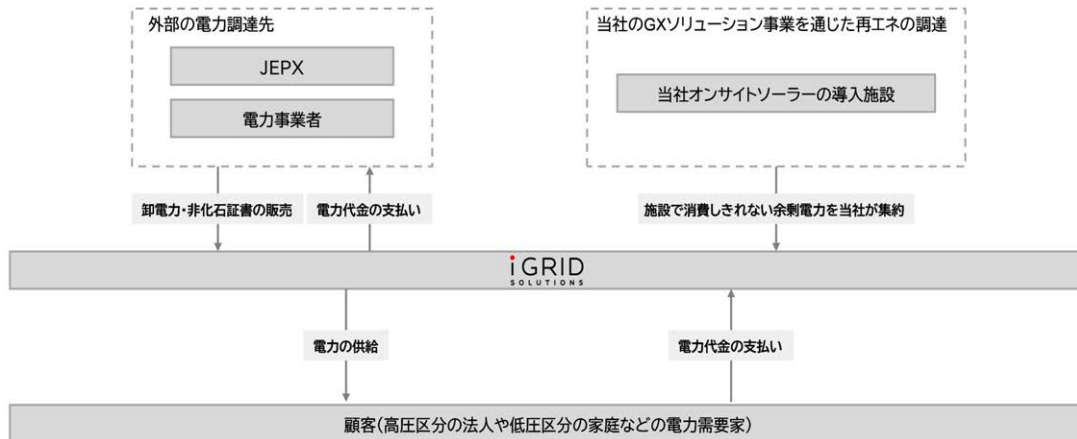 外部の電力調達先
JEPX
電力事業者
当社のGXソリューション事業を通じた再エネの調達
当社オンサイトソーラーの導入施設
卸電力・非化石証書の販売
電力代金の支払い
施設で消費しきれない余剰電力を当社が集約
iGRID
SOLUTIONS
電力の供給
電力代金の支払い
顧客(高圧区分の法人や低圧区分の家庭などの電力需要家)